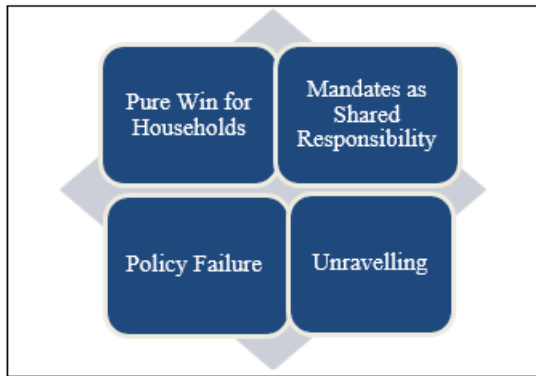 Pure Win for
Households
Mandates as
Shared
Responsibility
Policy Failure
Unravelling